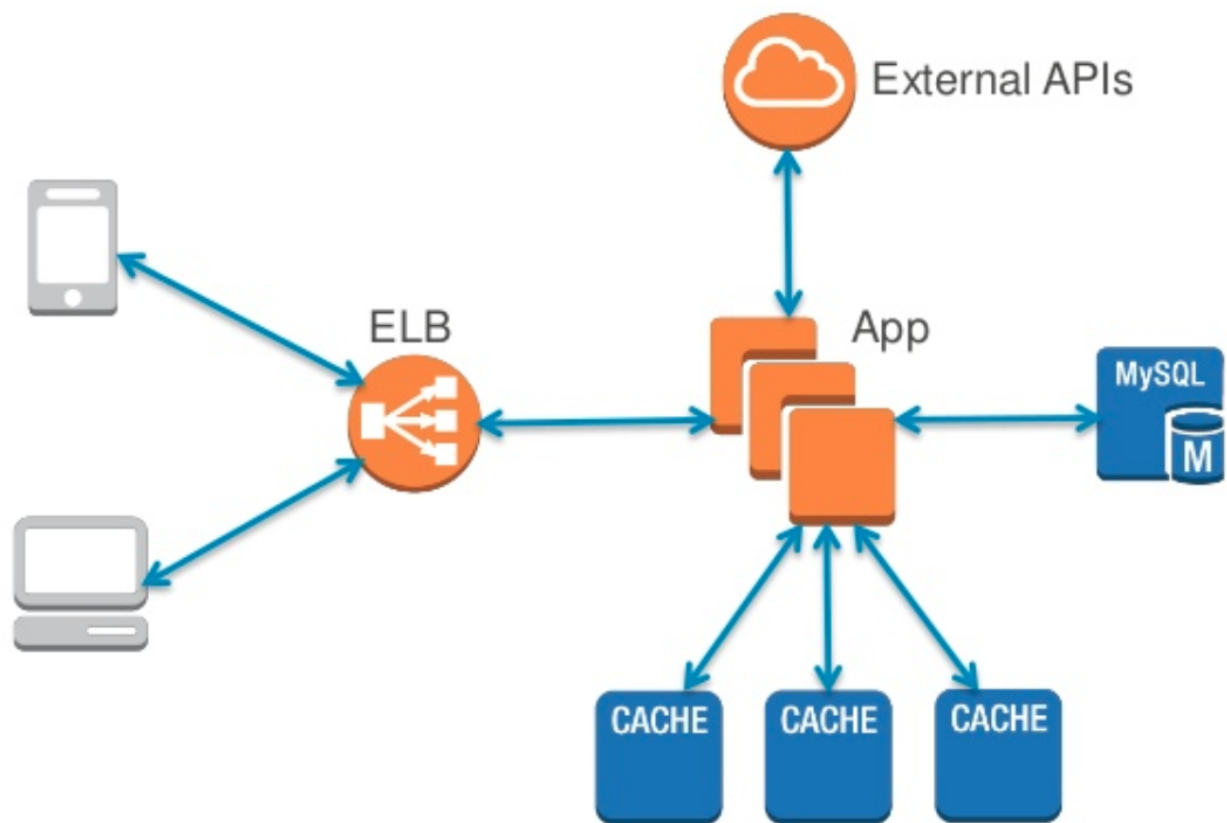 External APIs
ELB
App
MySQL
M
CACHE
CACHE
CACHE